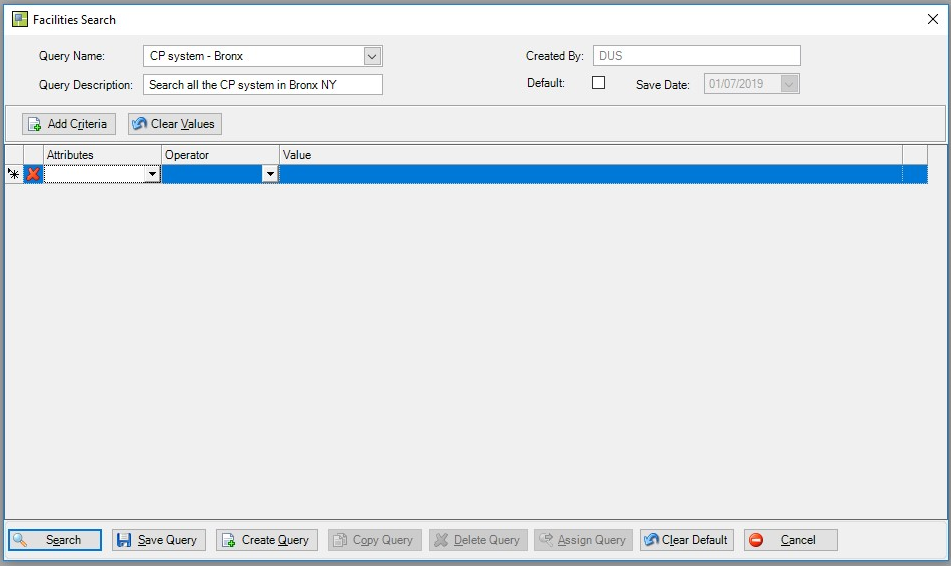 Facilities Search
Query Name: CP system - Bronx Created By: DUS
Query Description: Search all the CP system in Bronx NY Default: Save Date: 01/07/2019
Add Criteria Clear Values
Attributes Operator Value
Search Save Query Create Query Copy Query Delete Query Assign Query Clear Default Cancel